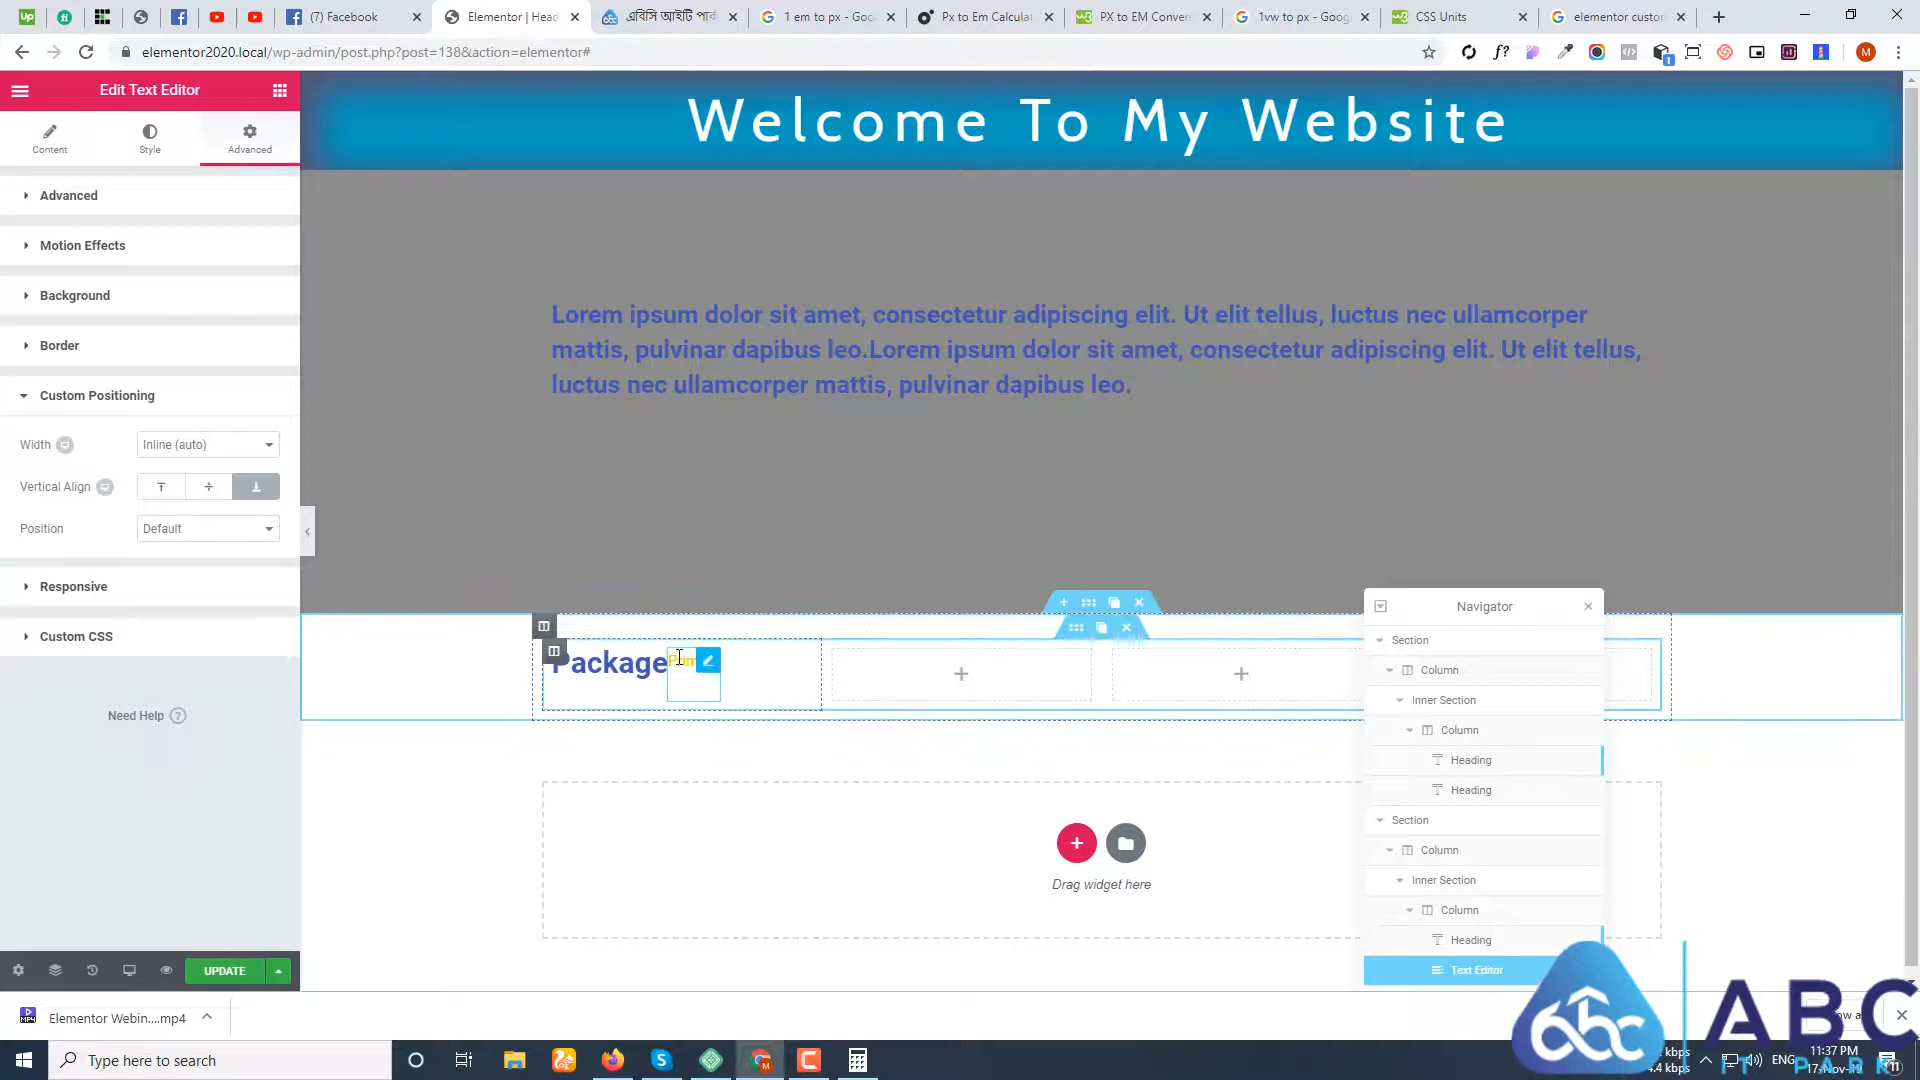 (7) Facebook
Elementor | Head
এবিসি আইটি পার্ক
1 em to px - Goo
Px to Em Calculat
PX to EM Convers
1vw to px - Goog
CSS Units
elementor custo
elementor2020.local/wp-admin/post.php?post=138&action=elementor#
Edit Text Editor
Content
Style
Advanced
Advanced
Motion Effects
Background
Border
Custom Positioning
Width
Inline (auto)
Vertical Align
Position
Default
Responsive
Custom CSS
Need Help
UPDATE
Welcome To My Website
Lorem ipsum dolor sit amet, consectetur adipiscing elit. Ut elit tellus, luctus nec ullamcorper
mattis, pulvinar dapibus leo.Lorem ipsum dolor sit amet, consectetur adipiscing elit. Ut elit tellus,
luctus nec ullamcorper mattis, pulvinar dapibus leo.
Package
Drag widget here
Navigator
Section
Column
Inner Section
Column
Heading
Heading
Section
Column
Inner Section
Column
Heading
Text Editor
Elementor Webin....mp4
Type here to search
ENG
11:37 PM
ABC
IT PARK
abc